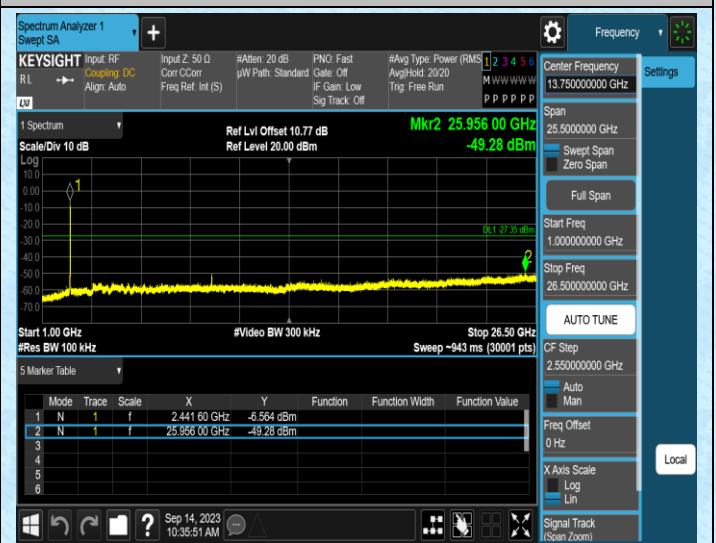 Spectrum Analyzer 1
Swept SA
+
Frequency
KEYSIGHT
RL
LXI
Input: RF
Coupling: DC
Align: Auto
Input Z: 50 Ω
Corr CCorr
Freq Ref: Int (S)
#Atten: 20 dB
µW Path: Standard
PNO: Fast
Gate: Off
IF Gain: Low
Sig Track: Off
#Avg Type: Power (RMS
Avg|Hold: 20/20
Trig: Free Run
1 2 3 4 5 6
M W W W W W
P P P P P P
Center Frequency
13.750000000 GHz
Settings
Span
25.5000000 GHz
Swept Span
Zero Span
Full Span
Start Freq
1.000000000 GHz
Stop Freq
26.500000000 GHz
AUTO TUNE
CF Step
2.550000000 GHz
Auto
Man
Freq Offset
0 Hz
X Axis Scale
Log
Lin
Local
Signal Track
(Span Zoom)
1 Spectrum
Scale/Div 10 dB
Ref Lvl Offset 10.77 dB
Ref Level 20.00 dBm
Mkr2 25.956 00 GHz
-49.28 dBm
Log
10.0
0.00
-10.0
-20.0
-30.0
-40.0
-50.0
-60.0
-70.0
1
DL1 -27.35 dBm
2
Start 1.00 GHz
#Res BW 100 kHz
#Video BW 300 kHz
Stop 26.50 GHz
Sweep ~943 ms (30001 pts)
5 Marker Table
Mode Trace Scale X Y Function Function Width Function Value
1 N 1 f 2.441 60 GHz -6.564 dBm
2 N 1 f 25.956 00 GHz -49.28 dBm
3
4
5
6
?
Sep 14, 2023
10:35:51 AM